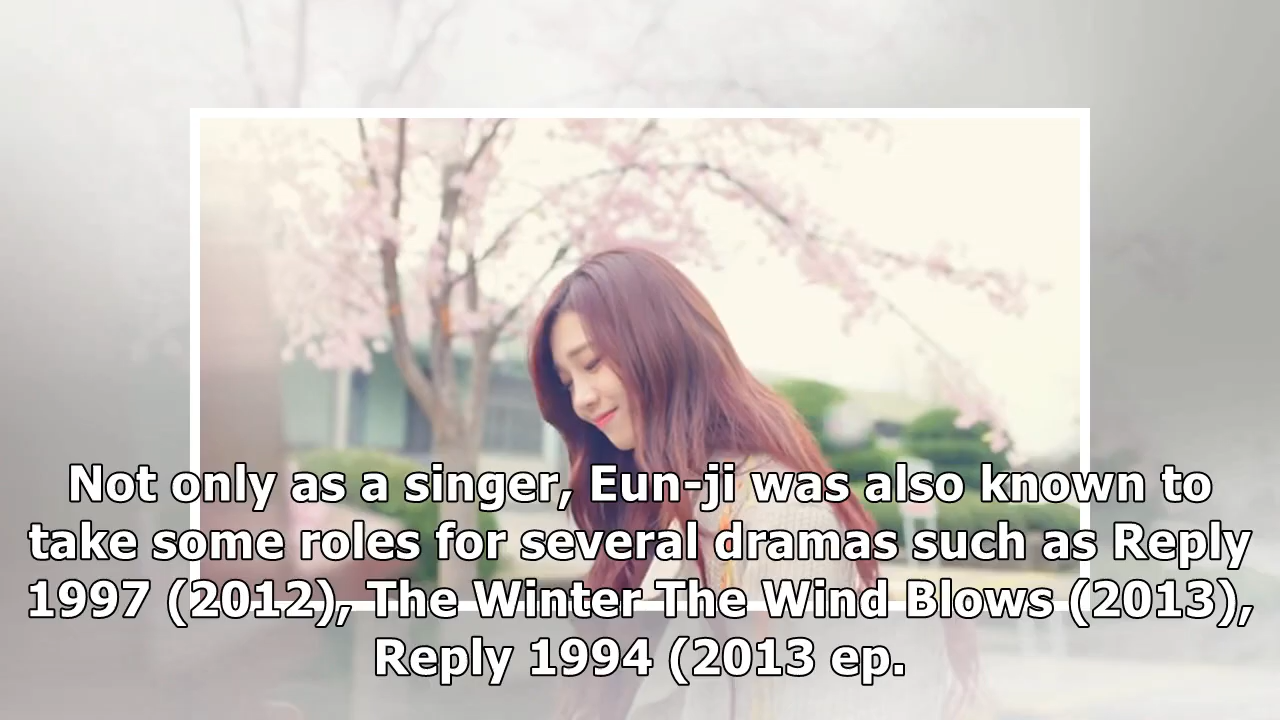 Not only as a singer, Eun-ji was also known to
take some roles for several dramas such as Reply
1997 (2012), The Winter The Wind Blows (2013),
Reply 1994 (2013 ep.